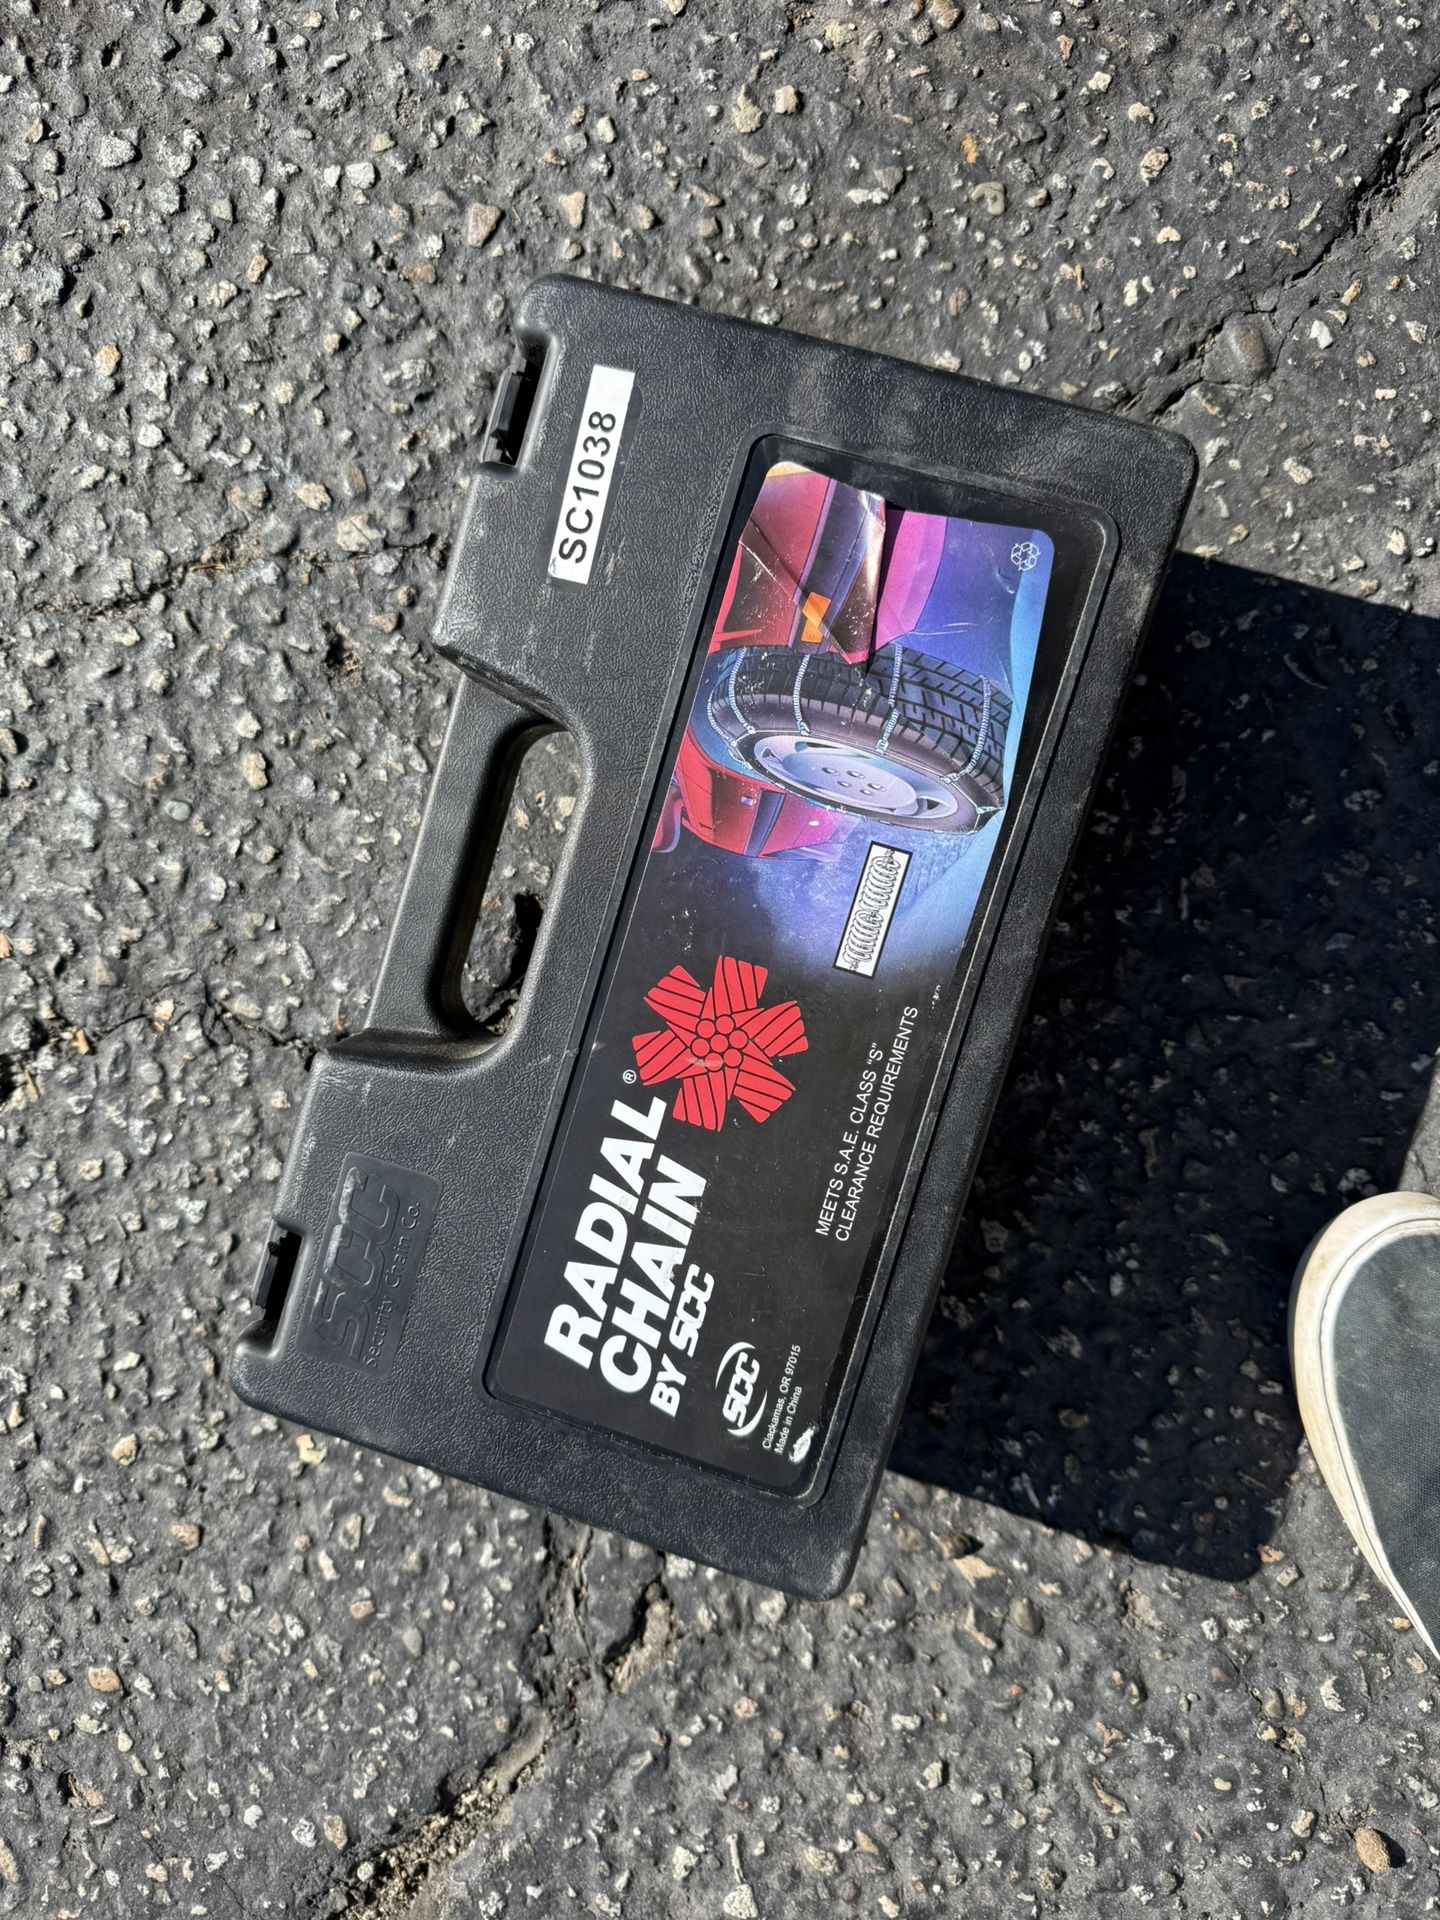 SC1038
SCC
Security Chain Co.
RADIAL
CHAIN
BY SCC
®
MEETS S.A.E. CLASS "S"
CLEARANCE REQUIREMENTS
SCC
Clackamas, OR 97015
Made in China